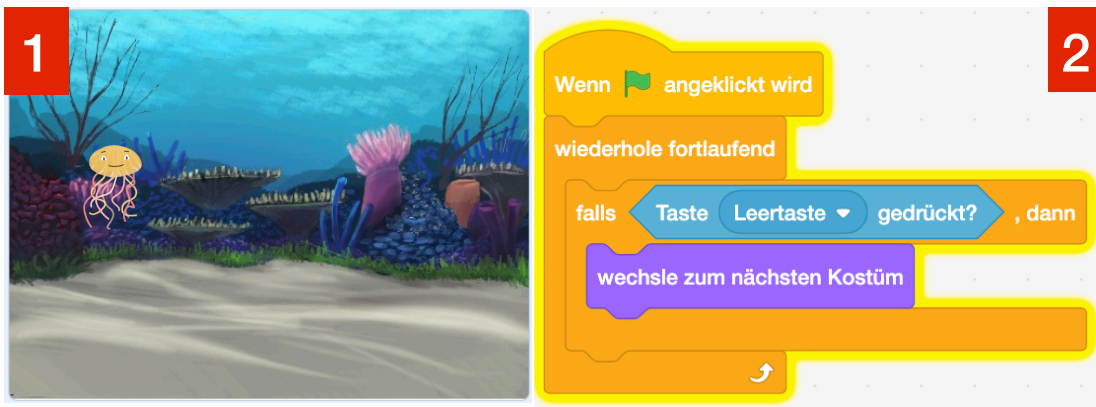 1
2
Wenn angeklickt wird
wiederhole fortlaufend
falls Taste Leertaste gedrückt? , dann
wechsle zum nächsten Kostüm